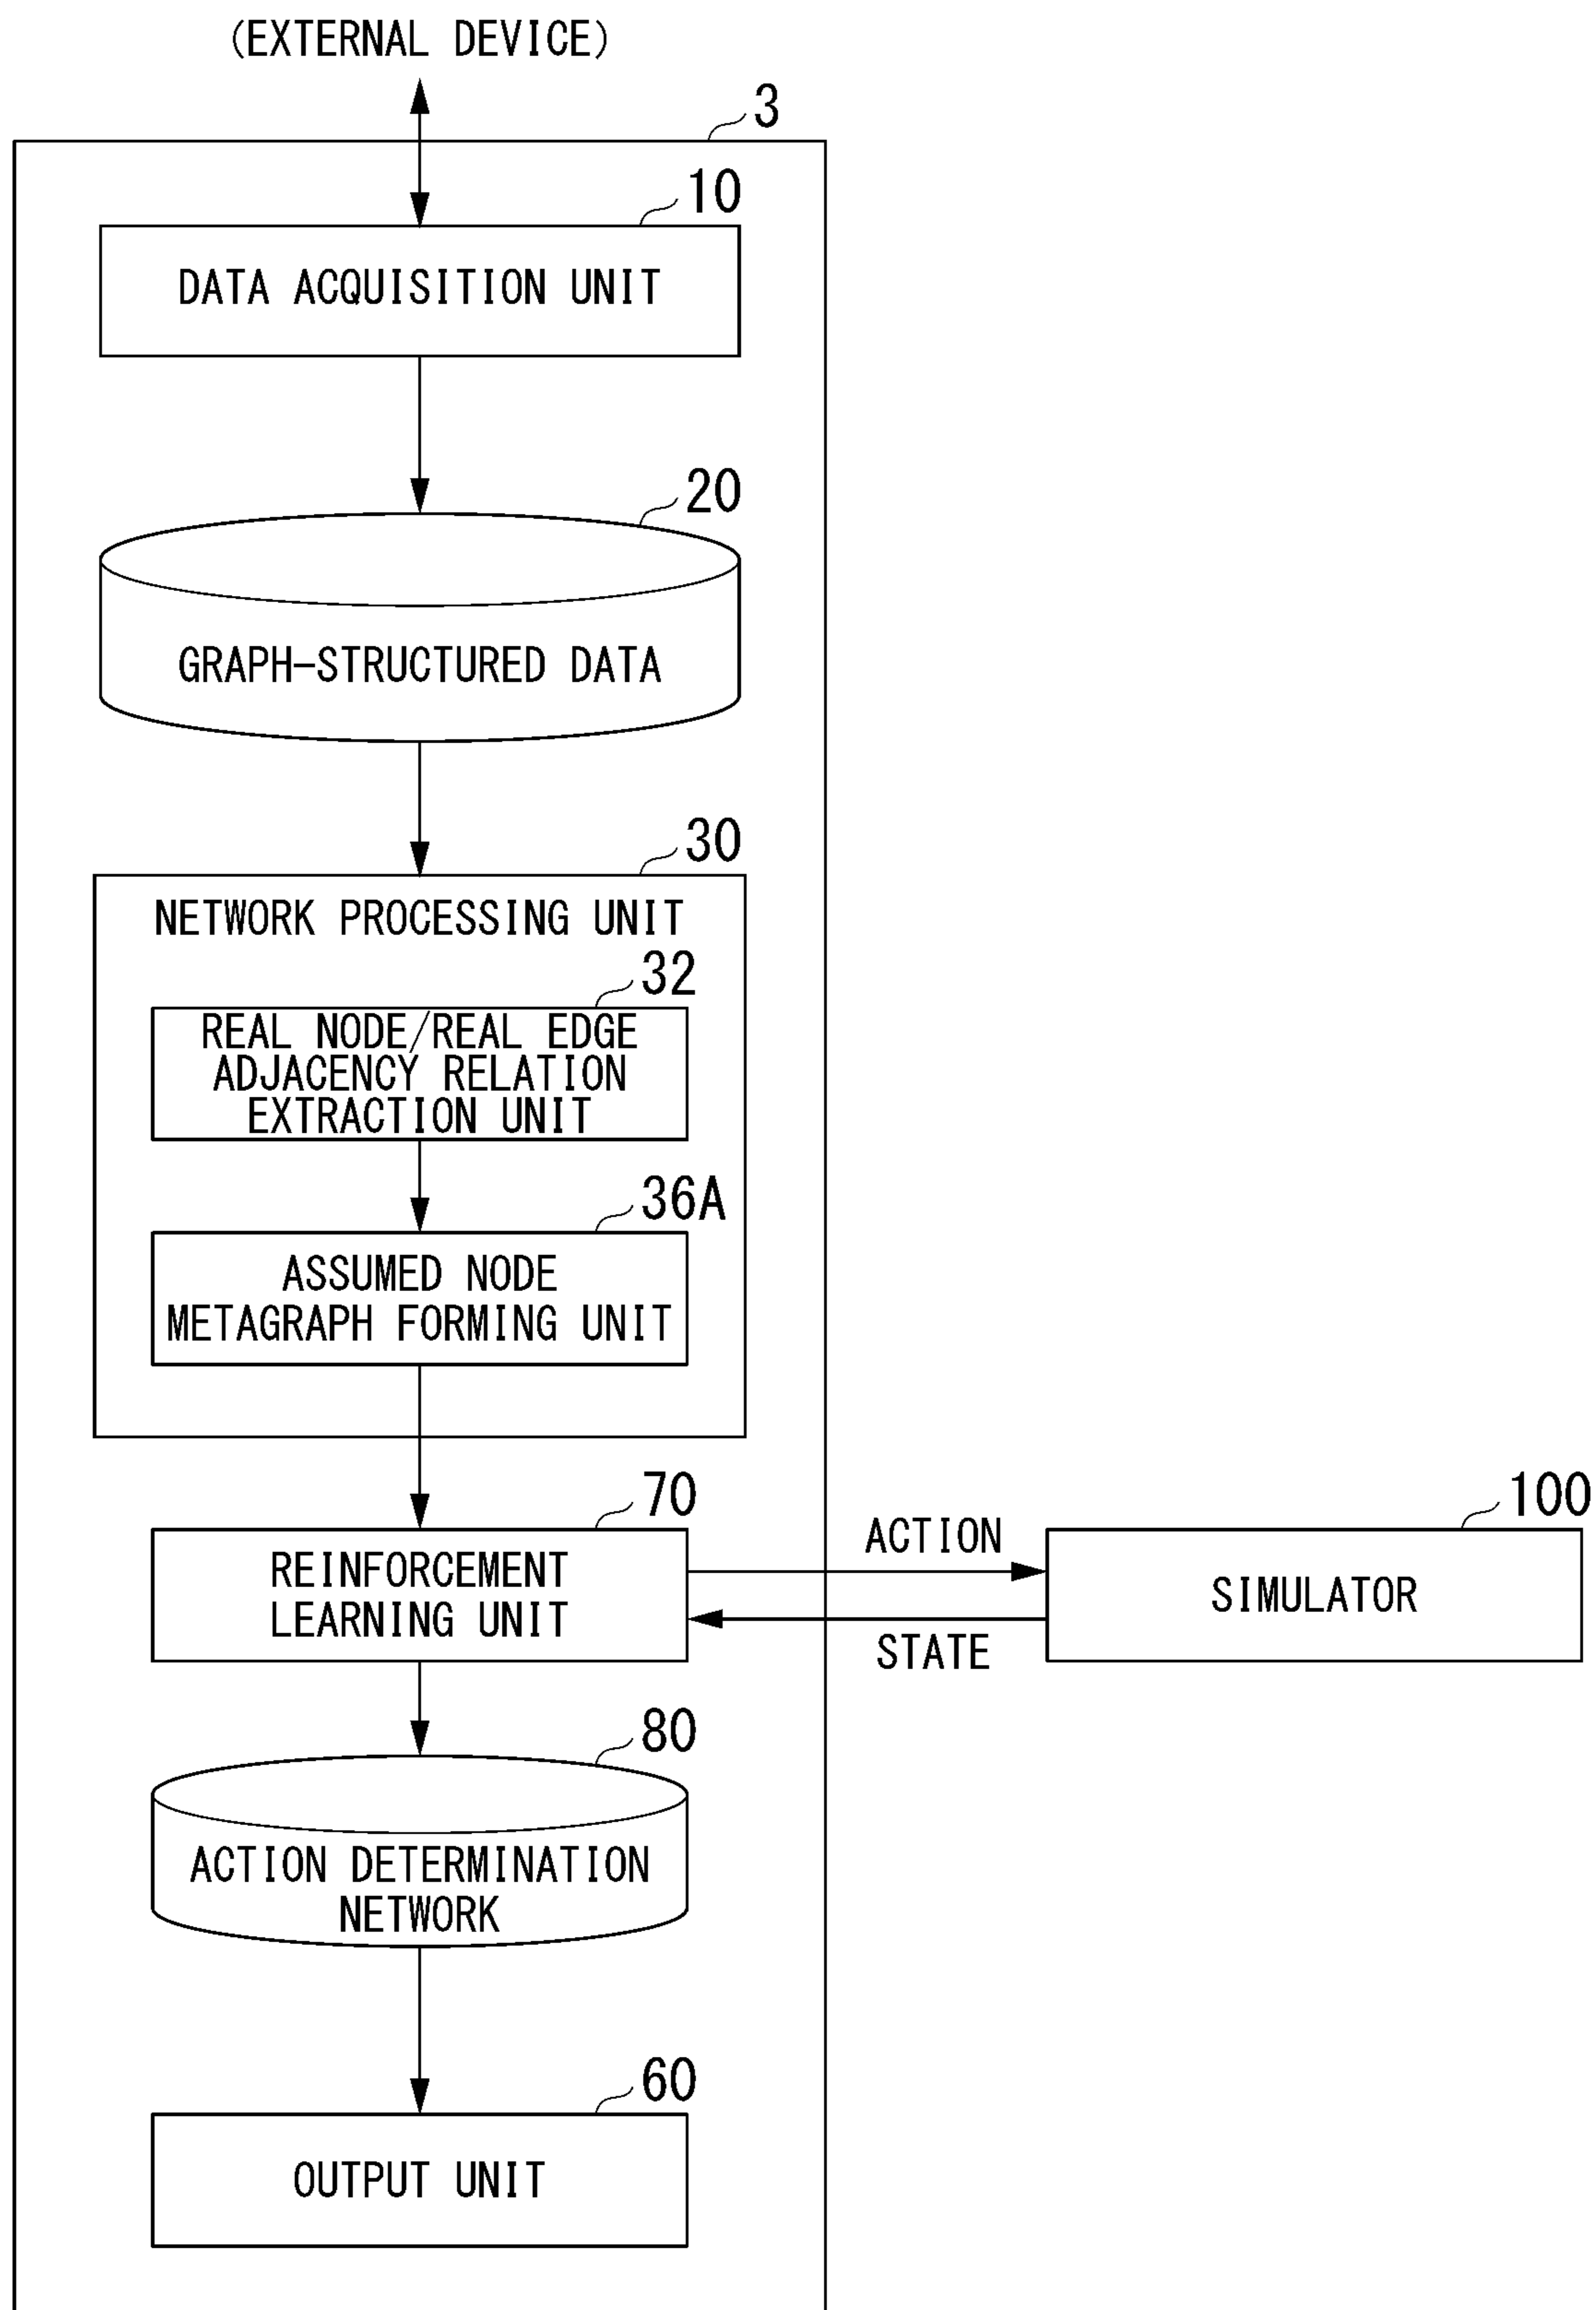 (EXTERNAL DEVICE)
3
10
DATA ACQUISITION UNIT
20
GRAPH-STRUCTURED DATA
30
NETWORK PROCESSING UNIT
32
REAL NODE/REAL EDGE
ADJACENCY RELATION
EXTRACTION UNIT
36A
ASSUMED NODE
METAGRAPH FORMING UNIT
70
REINFORCEMENT
LEARNING UNIT
ACTION
STATE
100
SIMULATOR
80
ACTION DETERMINATION
NETWORK
60
OUTPUT UNIT